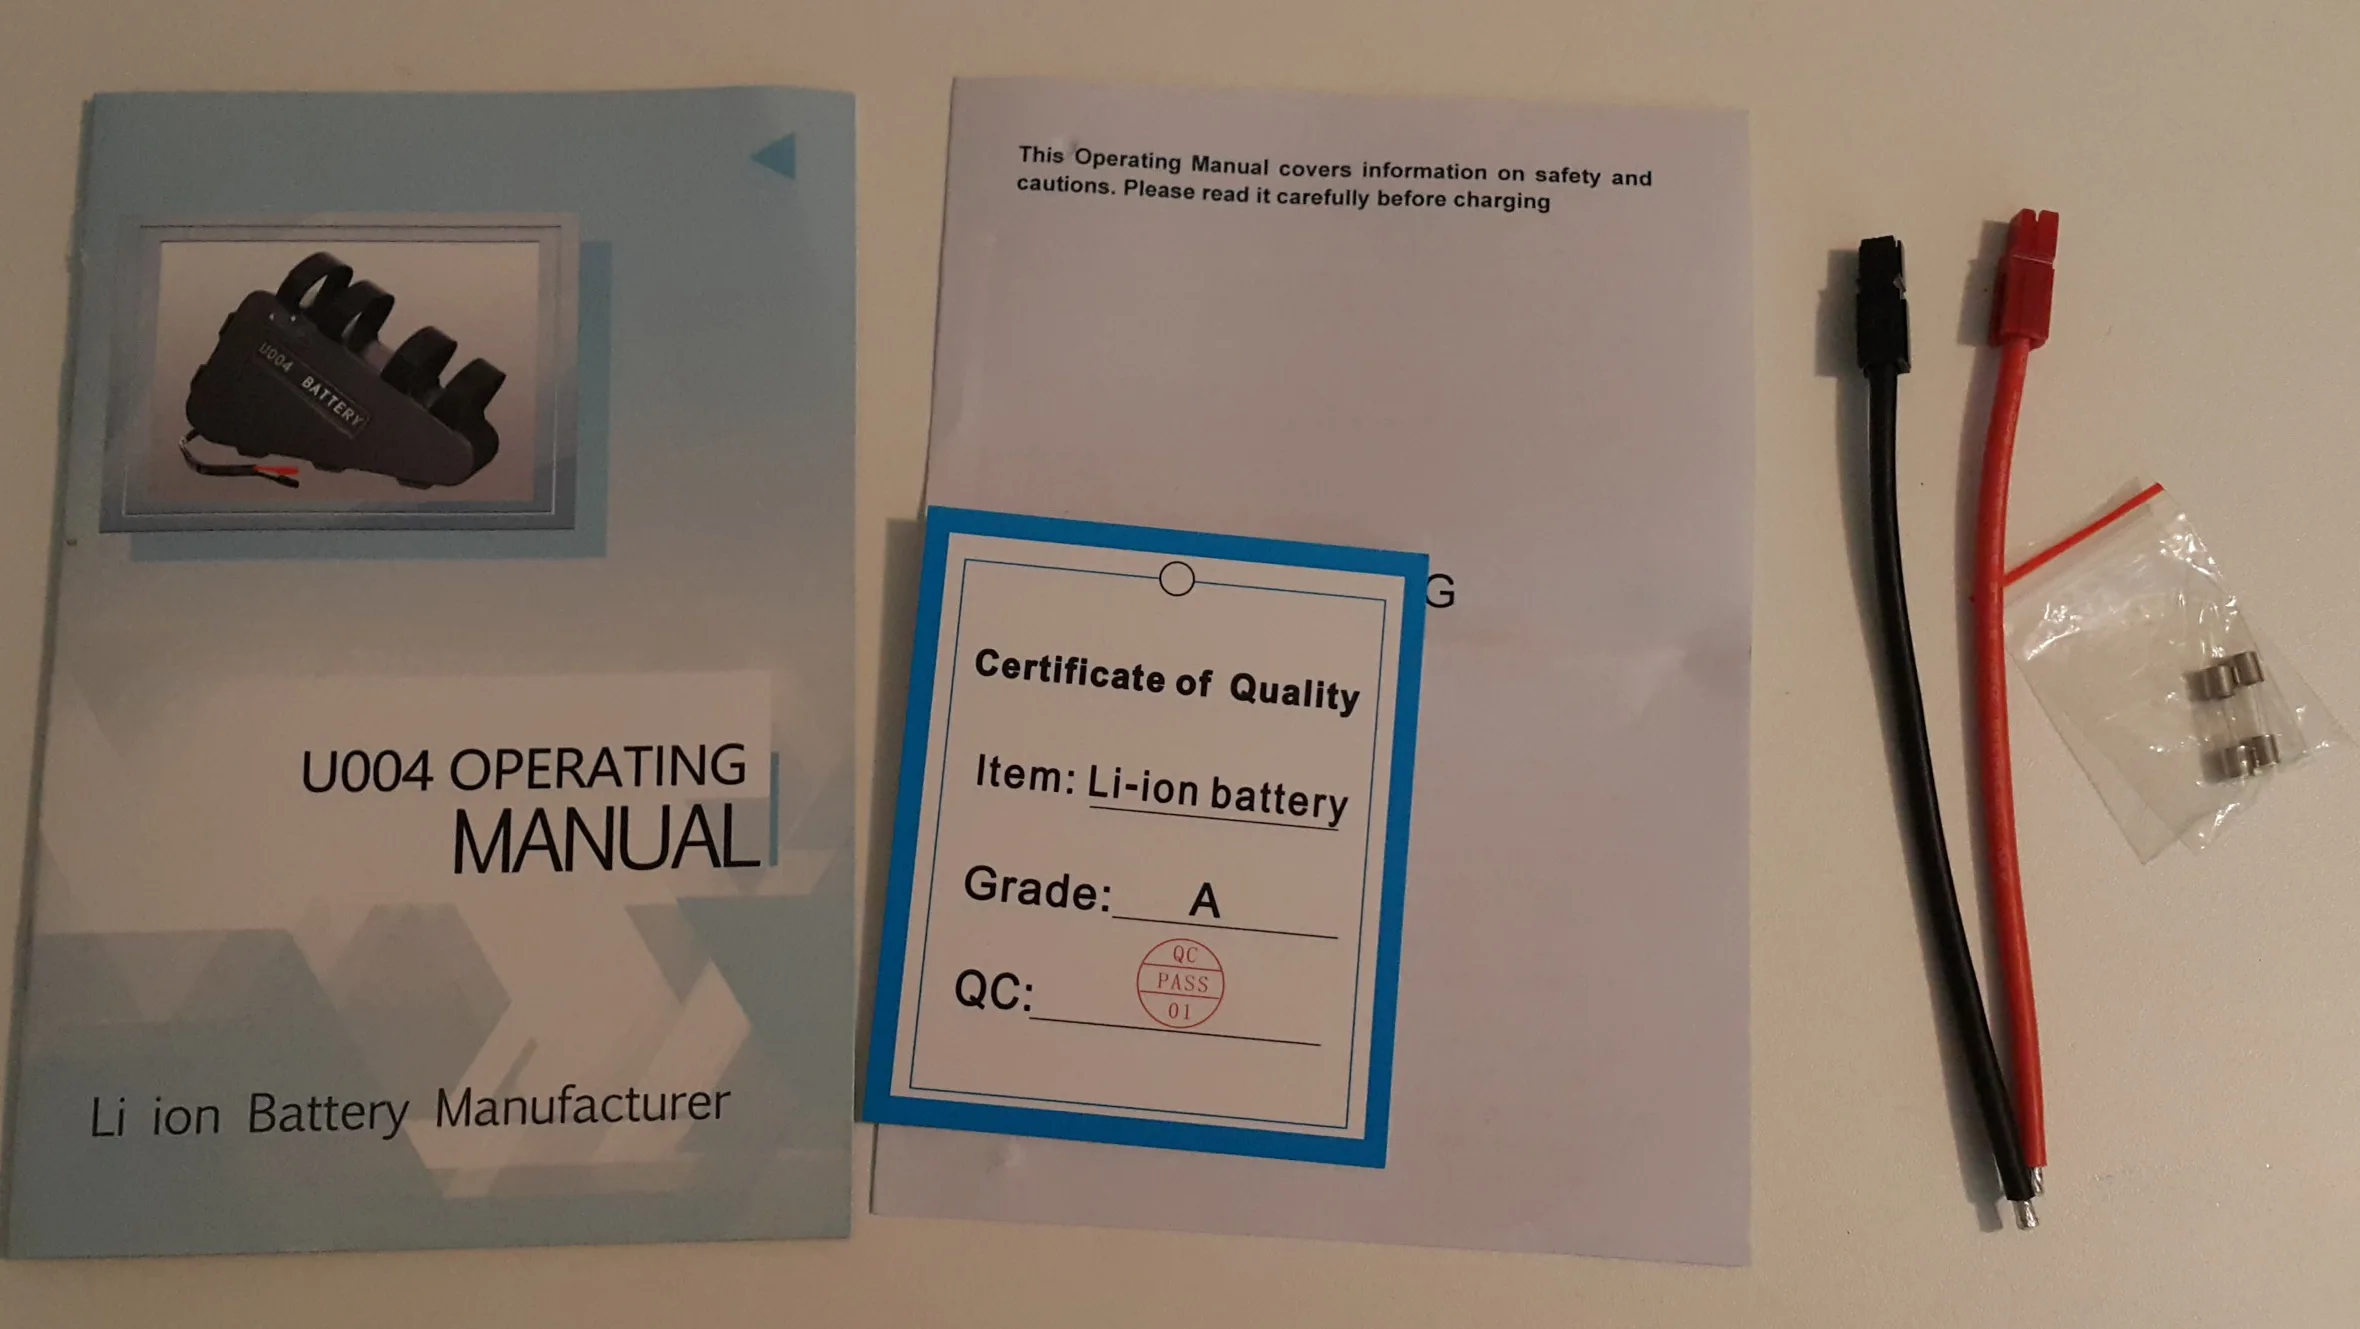 U004 BATTERY
U004 OPERATING
MANUAL
Li ion Battery Manufacturer
This Operating Manual covers information on safety and
cautions. Please read it carefully before charging
G
Certificate of Quality
Item: Li-ion battery
Grade: A
QC:
QC
PASS
01